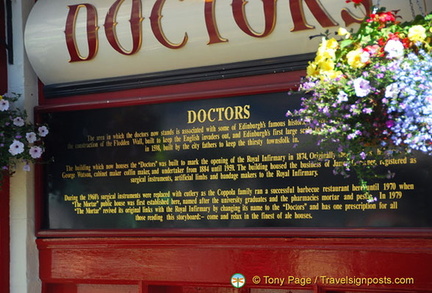 DOCTORS
DOCTORS
The area in which the doctors now stands is associated with some of Edinburgh's famous
the construction of the Flodden Wall, built to keep the English invaders out, and Edinburgh's first large
in 1598, built by the city fathers to keep the thirsty townsfolk in.
The building which now houses the "Doctors" was built to mark the opening of the Royal Infirmary in 1874. Originally registered as
George Watson, cabinet maker coffin maker, and undertaker from 1884 until 1959. The building housed the business of
surgical instruments, artificial limbs and bandage makers to the Royal Infirmary.
During the 1960's surgical instruments were replaced with cutlery as the Coppola family ran a successful barbecue restaurant here until 1970 when
"The Mortar" public house was first established here, named after the university graduates and the pharmacies mortar and pestle. In 1979
"The Mortar" revived its original links with the Royal Infirmary by changing its name to the "Doctors" and has one prescription for all
those reading this storyboard;~ come and relax in the finest of ale houses.
© Tony Page / Travelsignposts.com